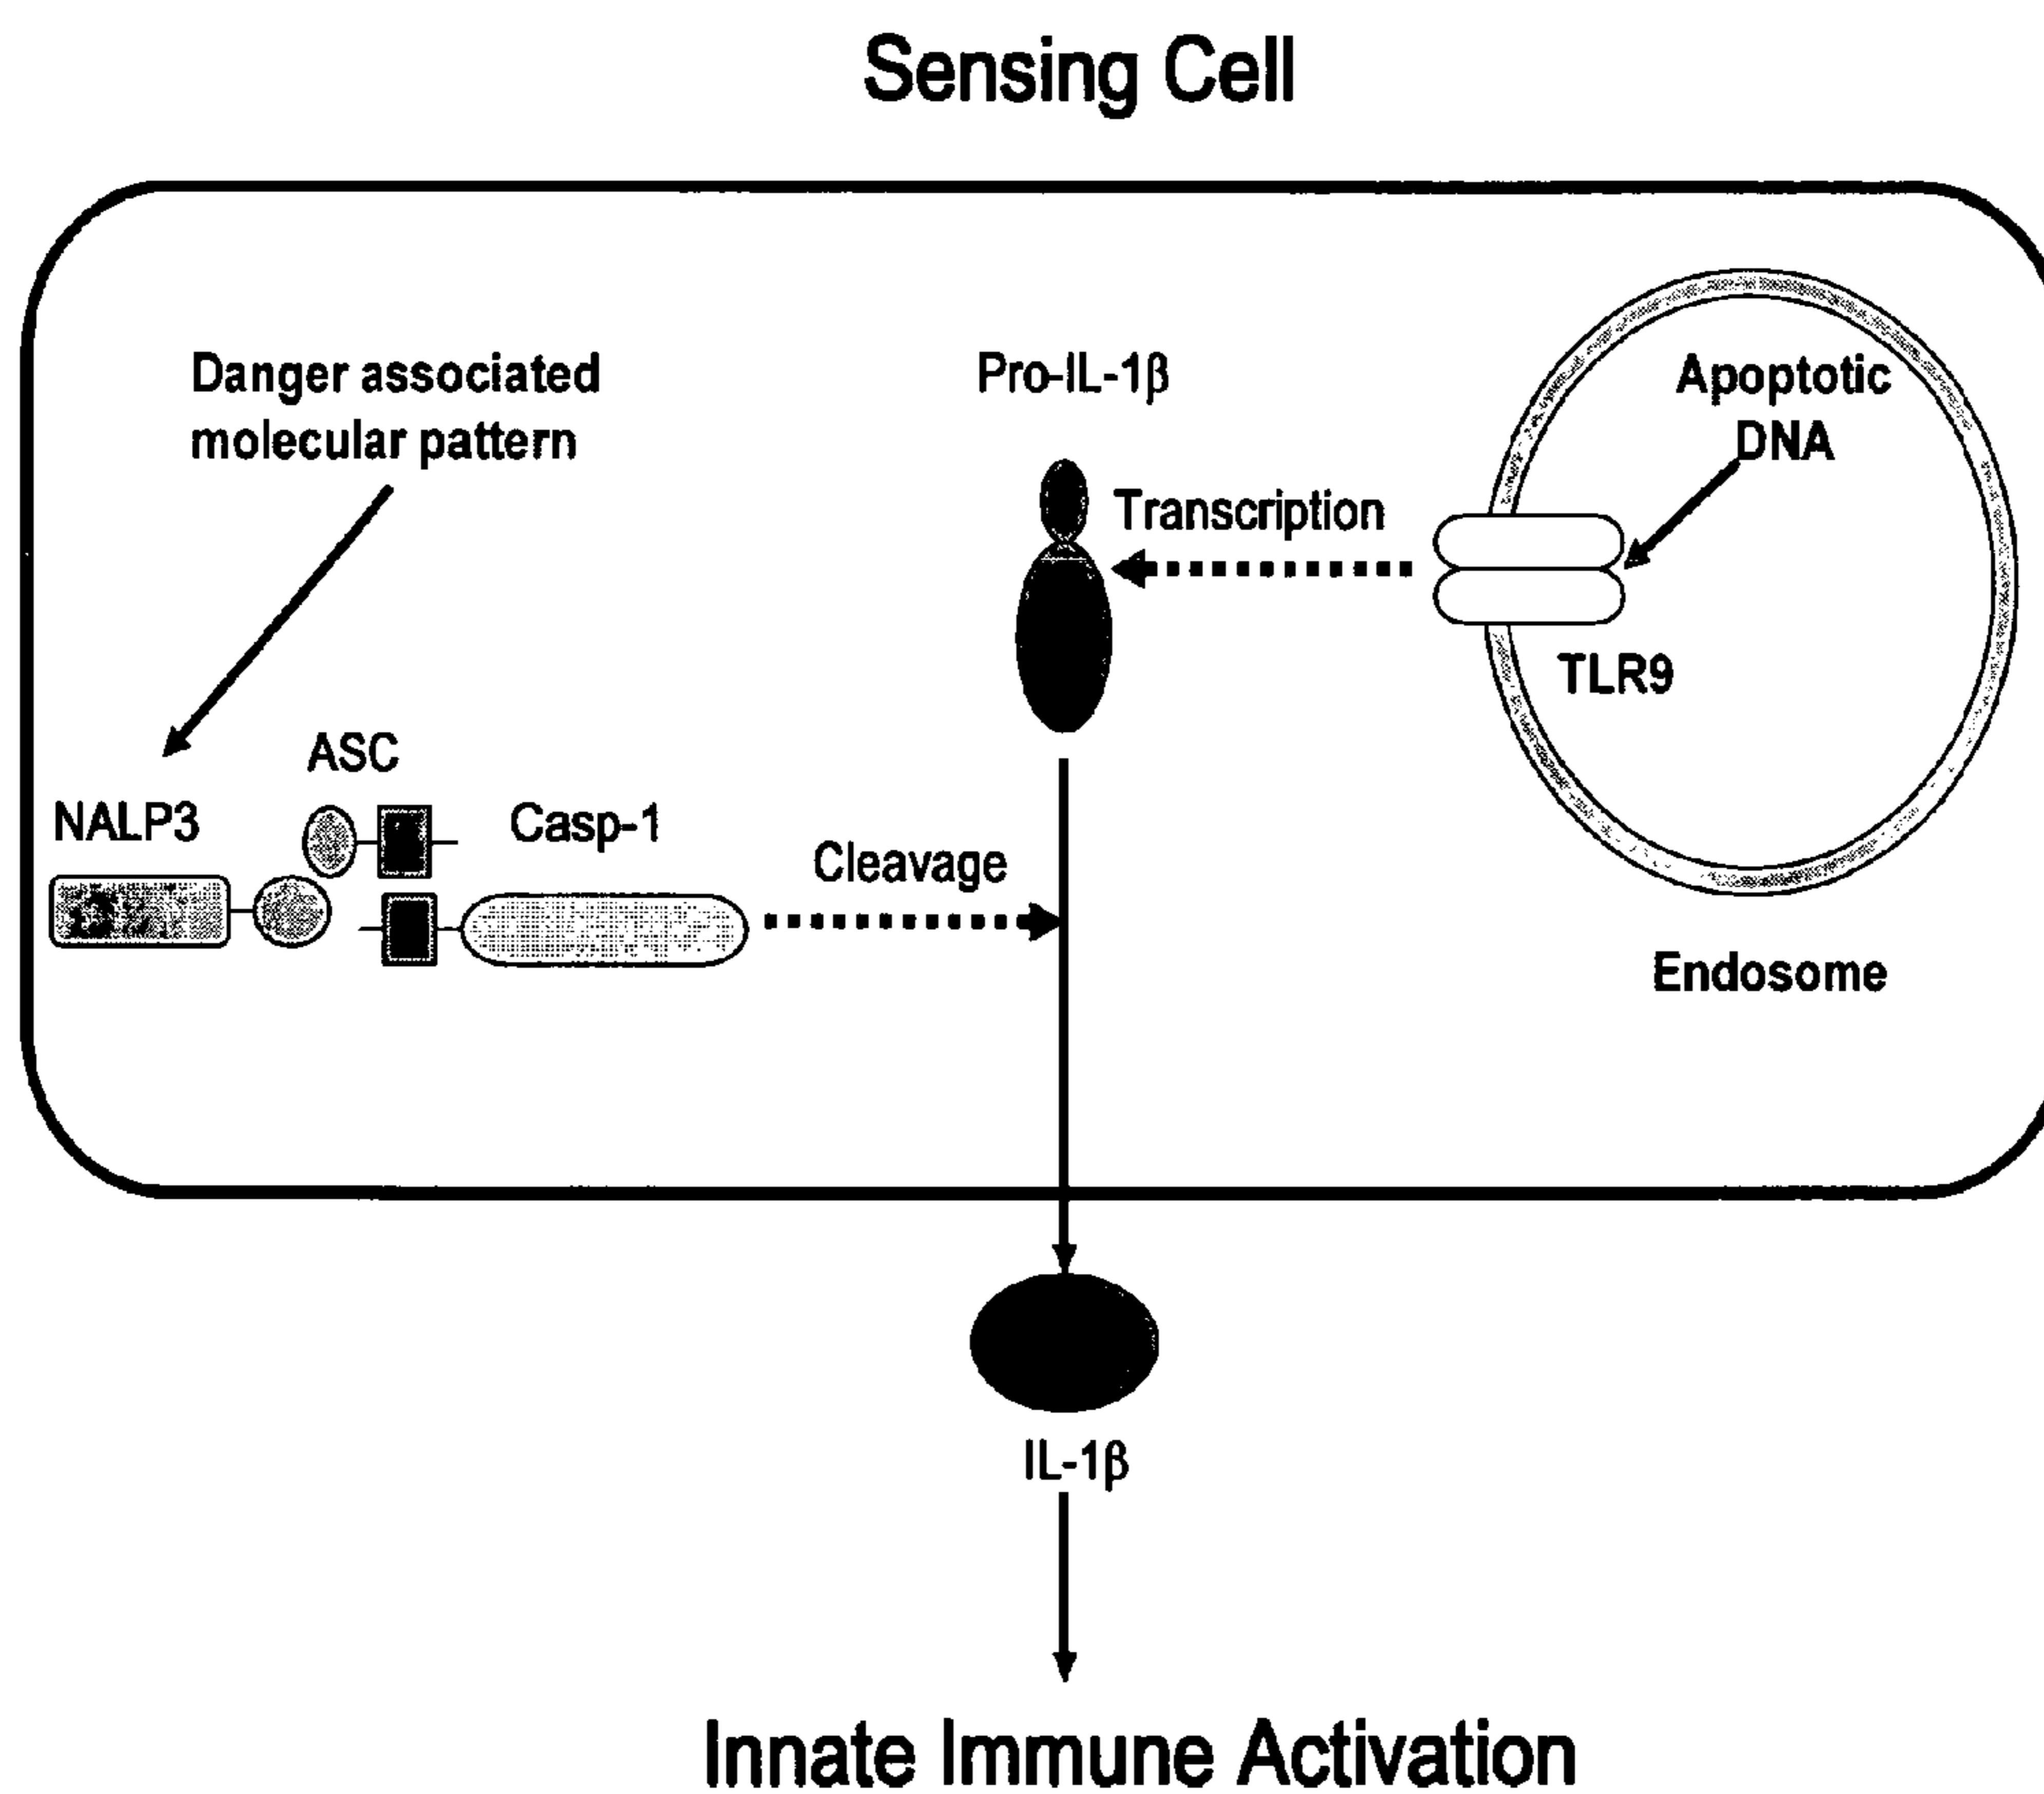 Sensing Cell
Danger associated
molecular pattern
Pro-IL-1β
Apoptotic
DNA
Transcription
TLR9
ASC
NALP3
Casp-1
Cleavage
Endosome
IL-1β
Innate Immune Activation